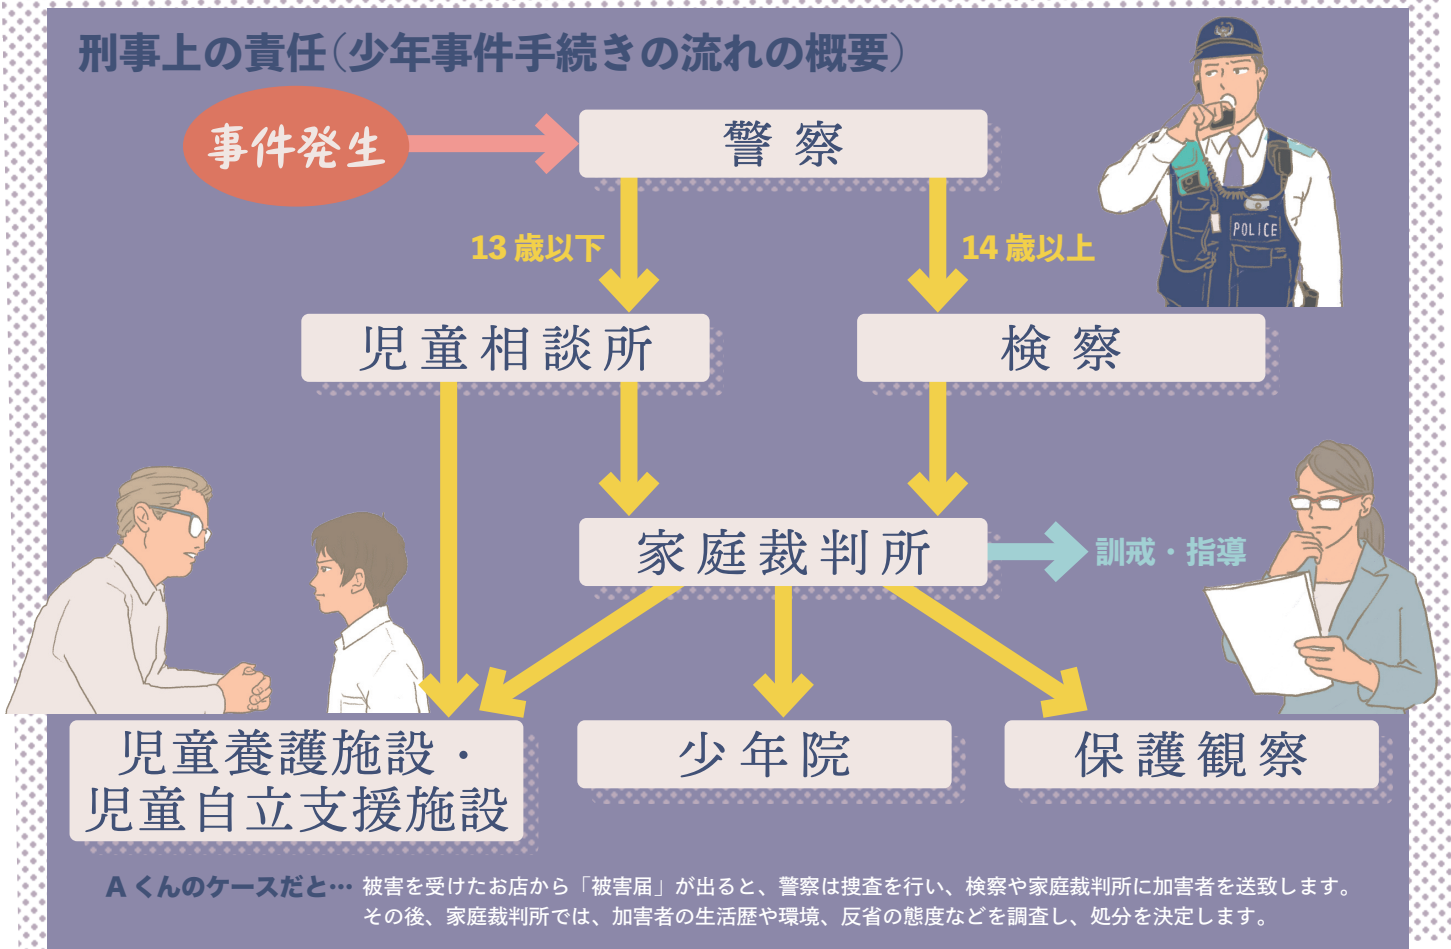 刑事上の責任（少年事件手続きの流れの概要）
事件発生
警察
13 歳以下
14 歳以上
POLICE
児童相談所
検察
家庭裁判所
訓戒・指導
児童養護施設・
児童自立支援施設
少年院
保護観察
A くんのケースだと… 被害を受けたお店から「被害届」が出ると、警察は捜査を行い、検察や家庭裁判所に加害者を送致します。
その後、家庭裁判所では、加害者の生活歴や環境、反省の態度などを調査し、処分を決定します。